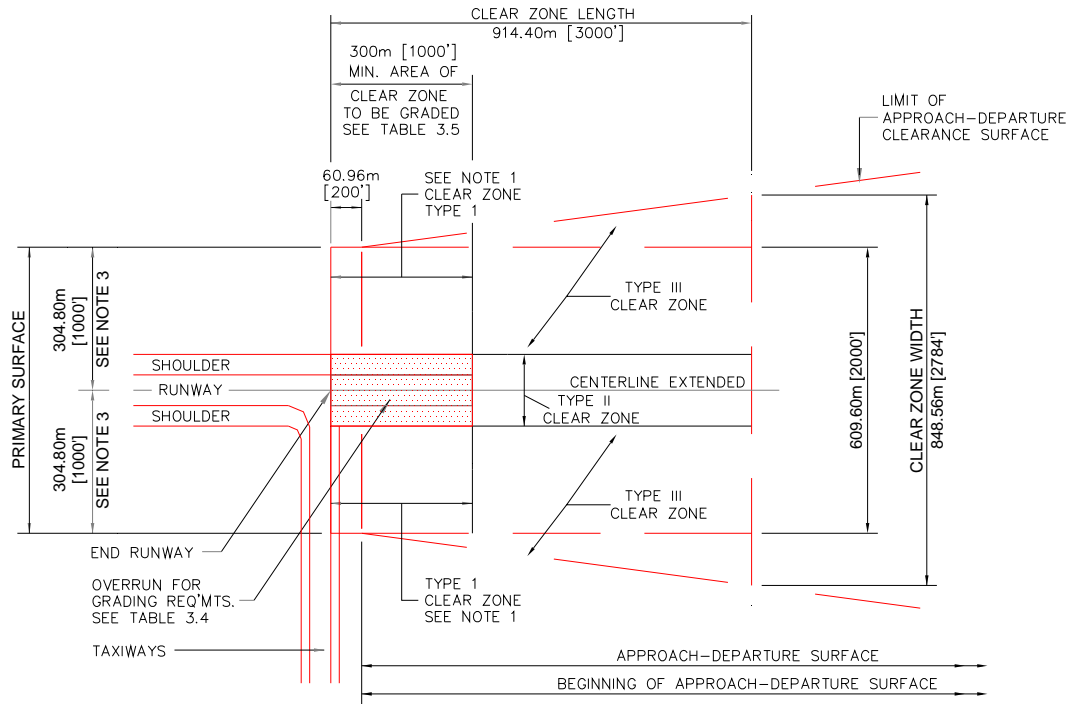 CLEAR ZONE LENGTH
914.40m [3000']
300m [1000']
MIN. AREA OF
CLEAR ZONE
TO BE GRADED
SEE TABLE 3.5
LIMIT OF
APPROACH-DEPARTURE
CLEARANCE SURFACE
60.96m
[200']
SEE NOTE 1
CLEAR ZONE
TYPE 1
PRIMARY SURFACE
304.80m
[1000']
SEE NOTE 3
304.80m
[1000']
SEE NOTE 3
SHOULDER
RUNWAY
SHOULDER
TYPE III
CLEAR ZONE
CENTERLINE EXTENDED
TYPE II
CLEAR ZONE
TYPE III
CLEAR ZONE
609.60m [2000']
CLEAR ZONE WIDTH
848.56m [2784']
END RUNWAY
OVERRUN FOR
GRADING REQ'MTS.
SEE TABLE 3.4
TAXIWAYS
TYPE 1
CLEAR ZONE
SEE NOTE 1
APPROACH-DEPARTURE SURFACE
BEGINNING OF APPROACH-DEPARTURE SURFACE